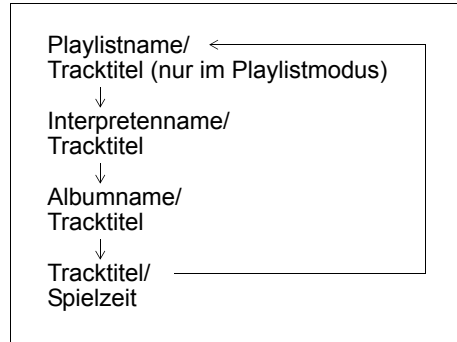 Playlistname/
Tracktitel (nur im Playlistmodus)
Interpretenname/
Tracktitel
Albumname/
Tracktitel
Tracktitel/
Spielzeit